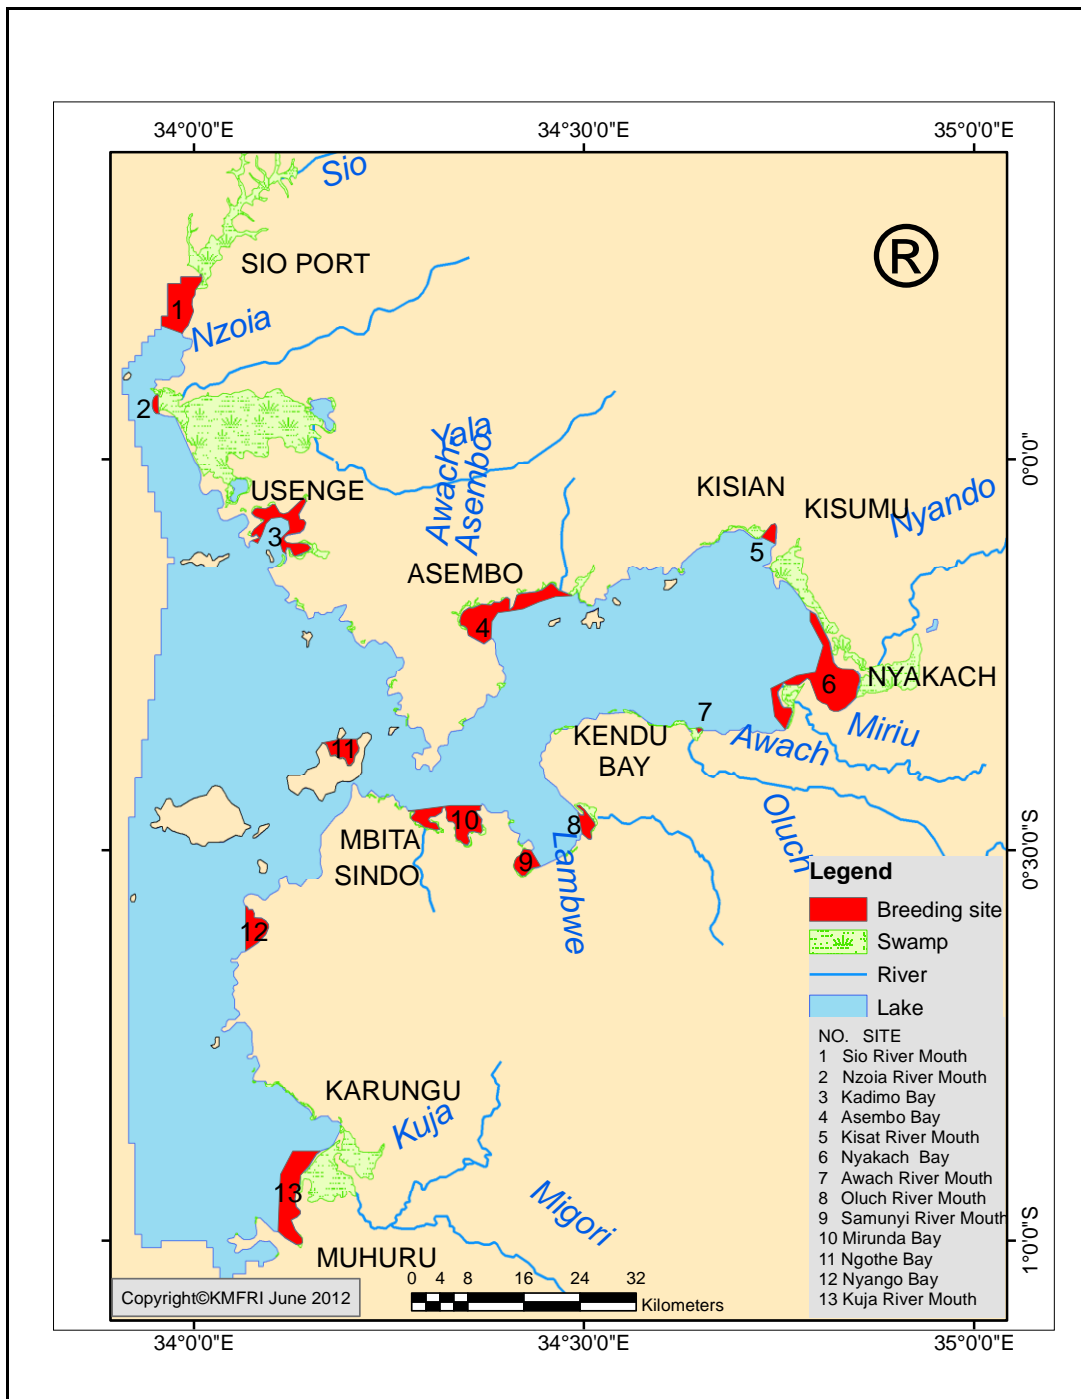 34°0'0"E
34°30'0"E
35°0'0"E
Sio
SIO PORT
®
1
Nzoia
2
Yala
Awach
Asembo
0°0'0"
KISIAN
USENGE
KISUMU
Nyando
3
5
ASEMBO
4
NYAKACH
6
7
KENDU
BAY
Awach
Miriu
11
Oluch
10
8
MBITA
SINDO
9
Lambwe
0°30'0"S
12
KARUNGU
Kuja
13
Migori
MUHURU
1°0'0"S
Legend
Breeding site
Swamp
River
Lake
NO. SITE
1 Sio River Mouth
2 Nzoia River Mouth
3 Kadimo Bay
4 Asembo Bay
5 Kisat River Mouth
6 Nyakach Bay
7 Awach River Mouth
8 Oluch River Mouth
9 Samunyi River Mouth
10 Mirunda Bay
11 Ngothe Bay
12 Nyango Bay
13 Kuja River Mouth
Copyright©KMFRI June 2012
0 4 8 16 24 32
Kilometers
34°0'0"E
34°30'0"E
35°0'0"E